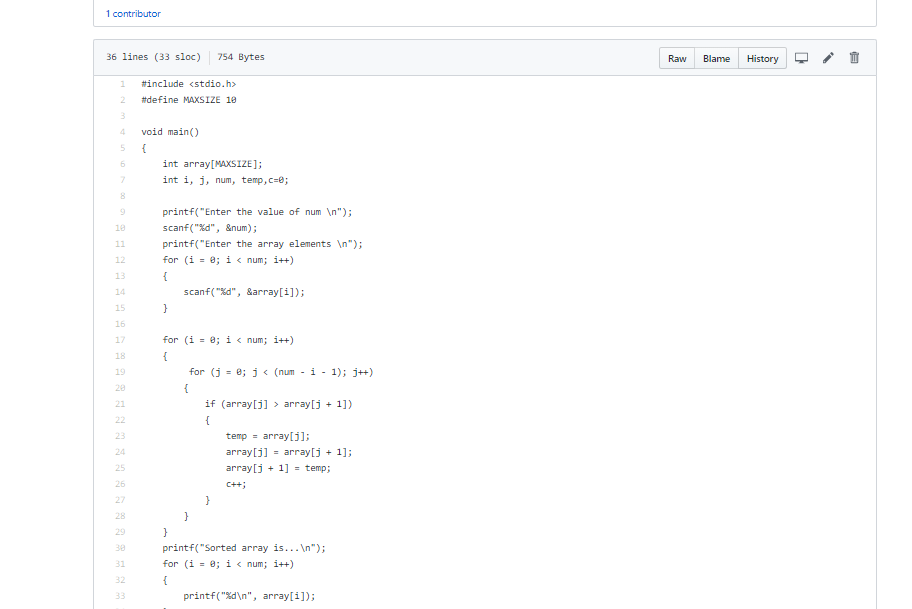 1 contributor
36 lines (33 sloc) 754 Bytes Raw Blame History
1 #include <stdio.h>
2 #define MAXSIZE 10
3
4 void main()
5 {
6 int array[MAXSIZE];
7 int i, j, num, temp,c=0;
8
9 printf("Enter the value of num \n");
10 scanf("%d", &num);
11 printf("Enter the array elements \n");
12 for (i = 0; i < num; i++)
13 {
14 scanf("%d", &array[i]);
15 }
16
17 for (i = 0; i < num; i++)
18 {
19 for (j = 0; j < (num - i - 1); j++)
20 {
21 if (array[j] > array[j + 1])
22 {
23 temp = array[j];
24 array[j] = array[j + 1];
25 array[j + 1] = temp;
26 c++;
27 }
28 }
29 }
30 printf("Sorted array is...\n");
31 for (i = 0; i < num; i++)
32 {
33 printf("%d\n", array[i]);